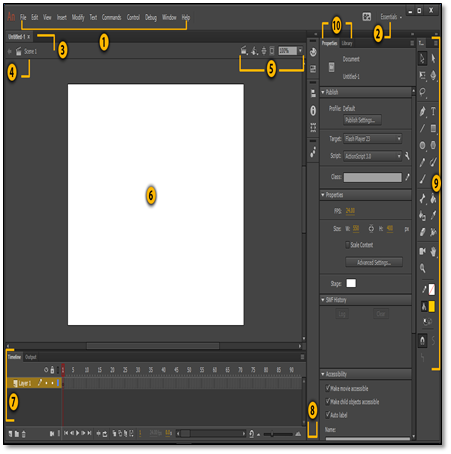 An File Edit View Insert Modify Text Commands Control Debug Window Help
Essentials
1
10
2
Untitled-1 ×
3
Scene 1
4
100%
5
Properties Library
Document
Untitled-1
Publish
Profile: Default
Publish Settings...
Target: Flash Player 11
Script: ActionScript 3.0
Class:
6
9
Properties
FPS: 24.00
Size: W: 550 H: 400 px
Scale Content
Advanced Settings...
Stage:
SWF History
Log Clear
Timeline Output
1 5 10 15 20 25 30 35 40 45 50 55 60 65 70 75 80 85 90
Layer 1
7
8
Accessibility
Make movie accessible
Make child objects accessible
Auto label
Name: